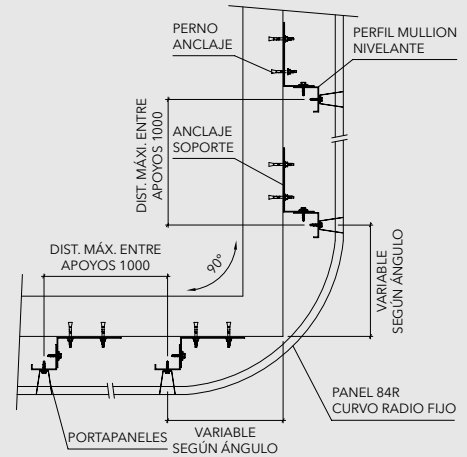 PERNO
ANCLAJE
PERFIL MULLION
NIVELANTE
DIST. MÁXI. ENTRE
APOYOS 1000
ANCLAJE
SOPORTE
DIST. MÁX. ENTRE
APOYOS 1000
90°
VARIABLE
SEGÚN ÁNGULO
PANEL 84R
CURVO RADIO FIJO
PORTAPANELES
VARIABLE
SEGÚN ÁNGULO